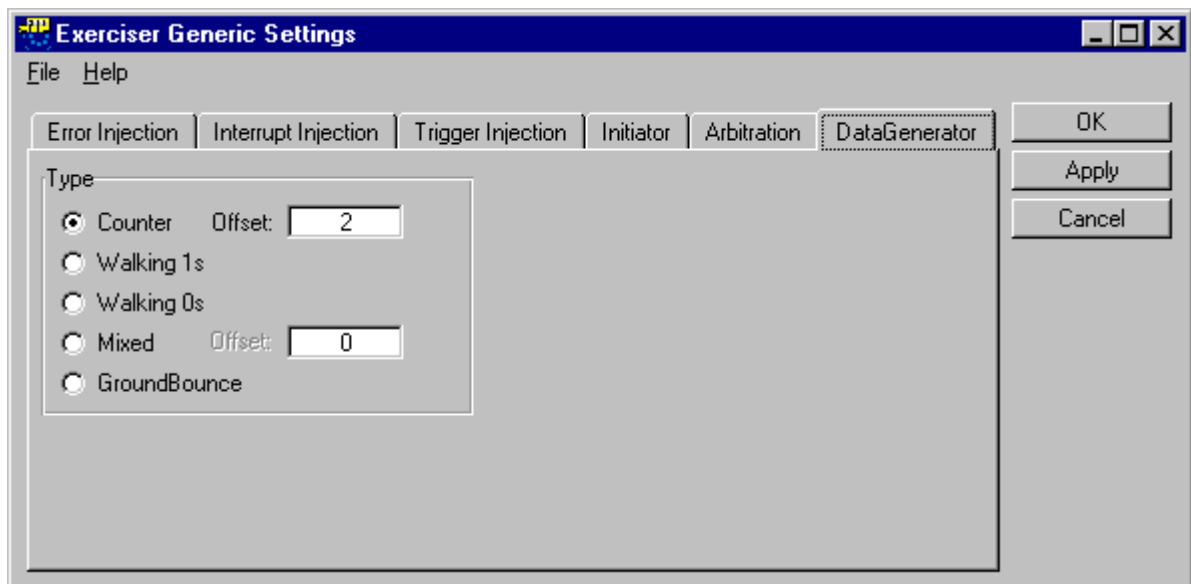 Exerciser Generic Settings
File Help
Error Injection Interrupt Injection Trigger Injection Initiator Arbitration DataGenerator
OK
Apply
Cancel
Type
Counter Offset: 2
Walking 1s
Walking 0s
Mixed Offset: 0
GroundBounce